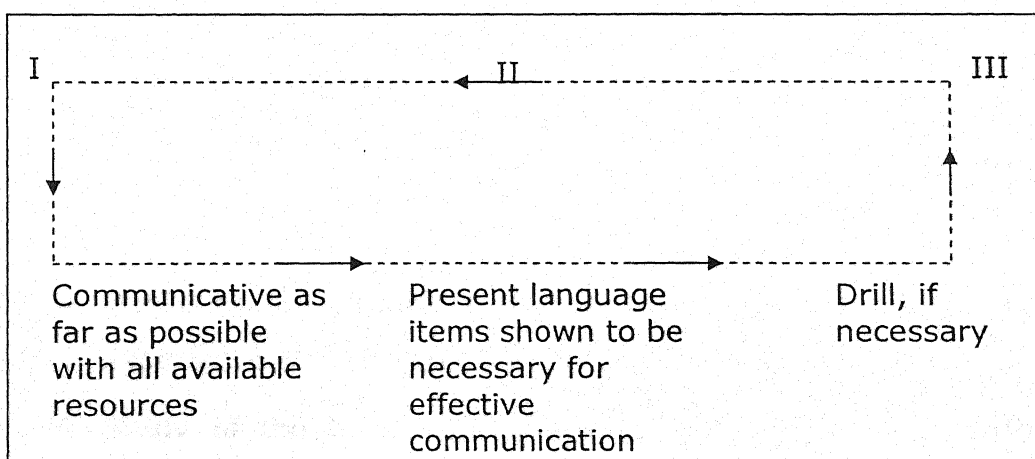 I
II
III
Communicative as
far as possible
with all available
resources
Present language
items shown to be
necessary for
effective
communication
Drill, if
necessary